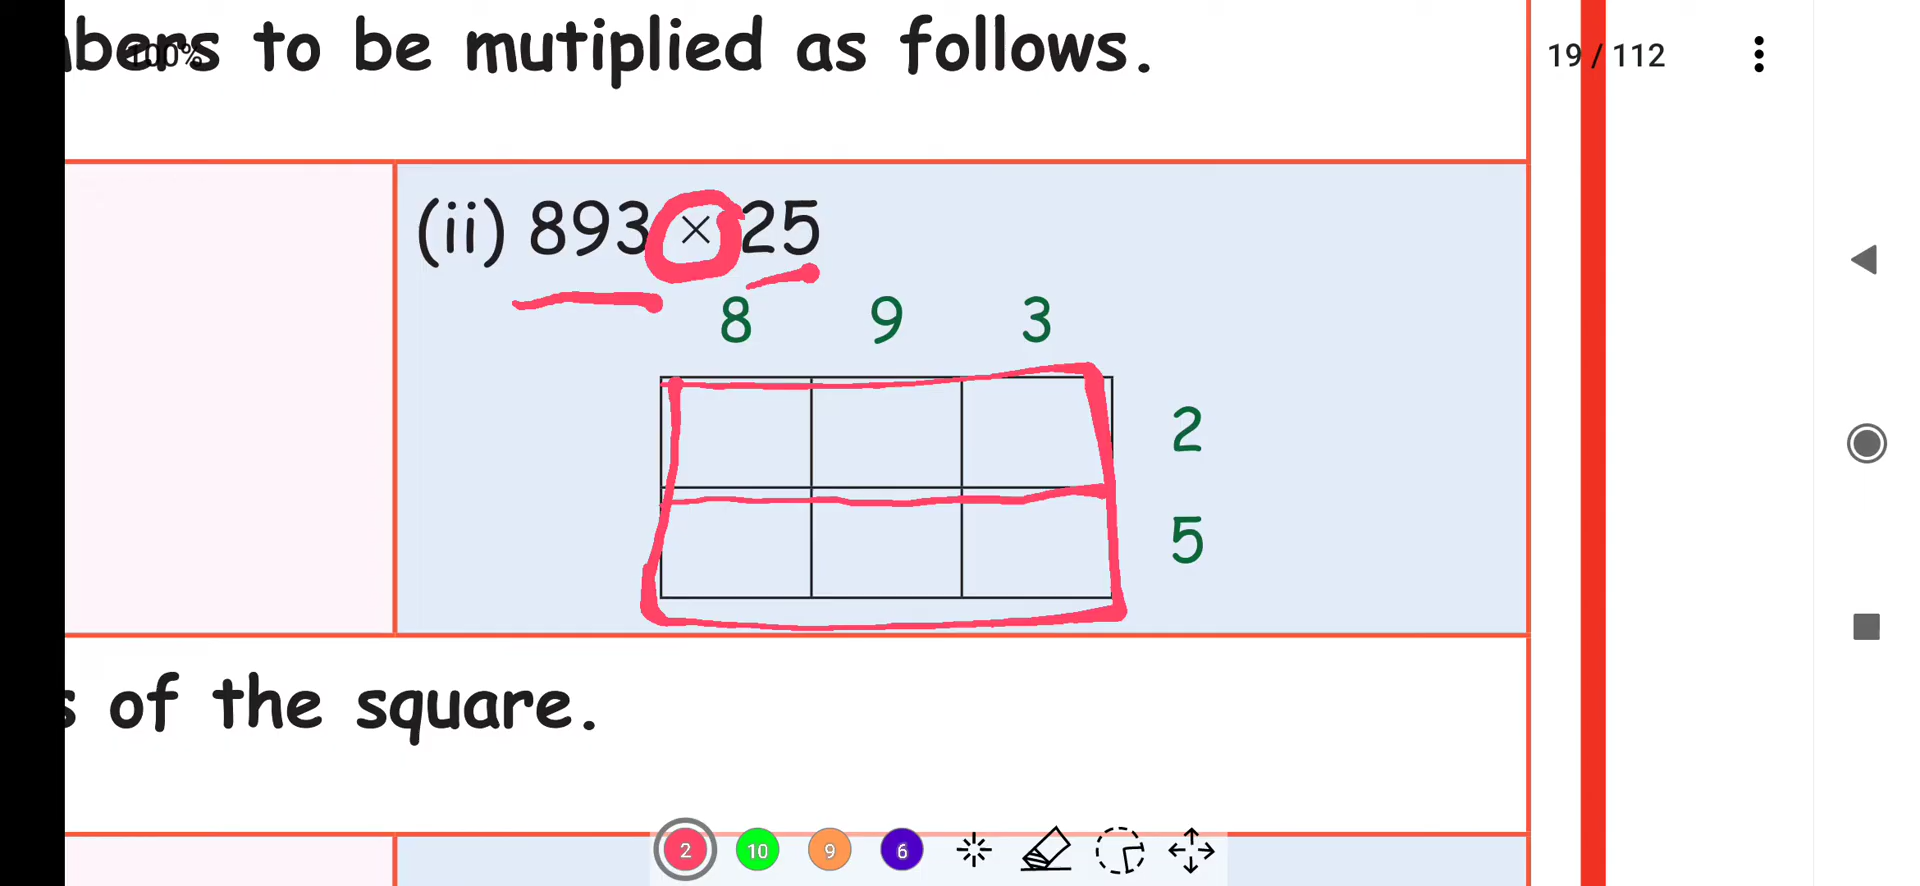 bers to be mutiplied as follows.
100%
19 / 112
(ii) 893 × 25
8 9 3
2
5
s of the square.
2 10 9 6